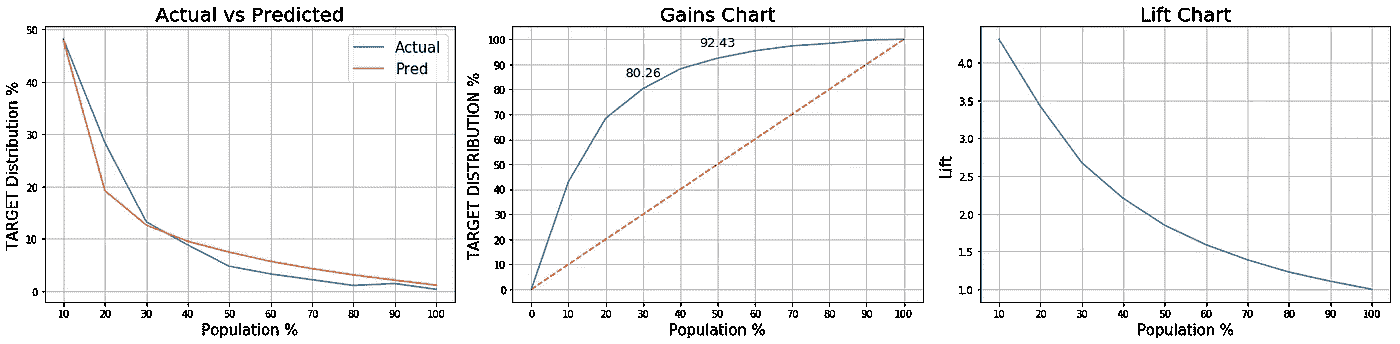 Actual vs Predicted
TARGET Distribution %
50
40
30
20
10
0
Actual
Pred
10 20 30 40 50 60 70 80 90 100
Population %
Gains Chart
TARGET DISTRIBUTION %
100
90
80
70
60
50
40
30
20
10
0
92.43
80.26
0 10 20 30 40 50 60 70 80 90 100
Population %
Lift Chart
Lift
4.0
3.5
3.0
2.5
2.0
1.5
1.0
10 20 30 40 50 60 70 80 90 100
Population %